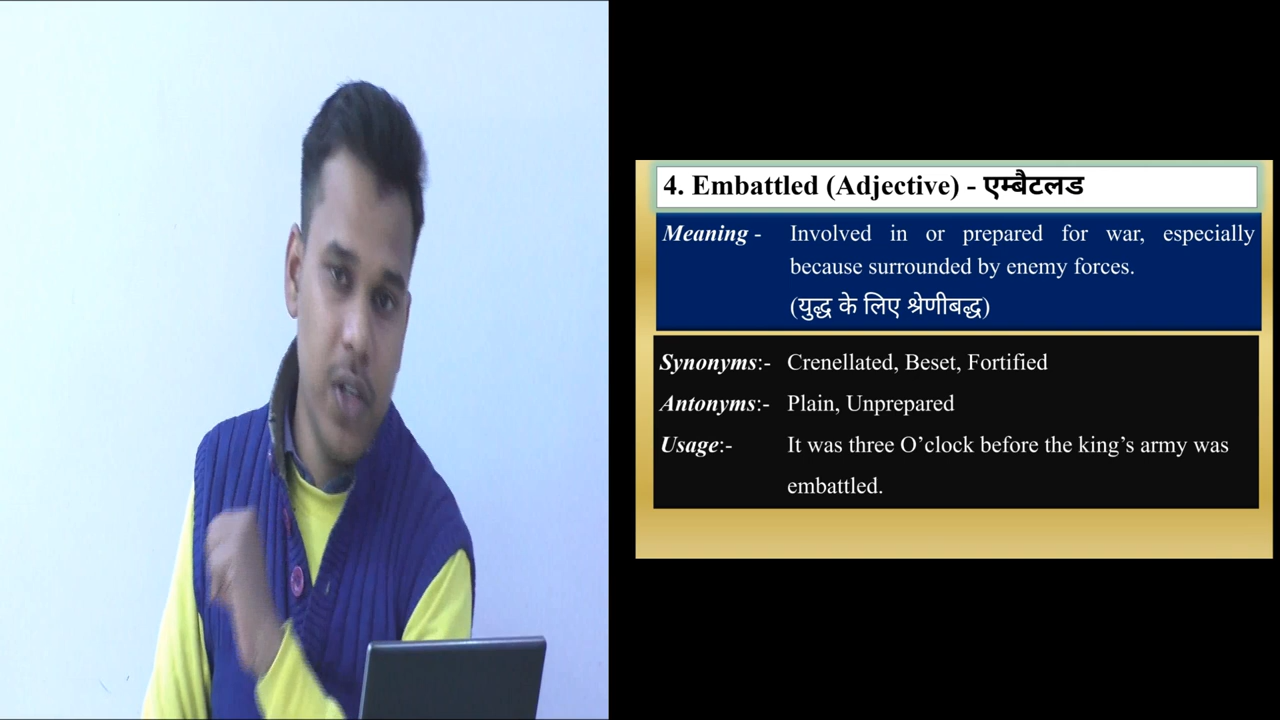 4. Embattled (Adjective) - एम्बैटलड
Meaning - Involved in or prepared for war, especially
because surrounded by enemy forces.
(युद्ध के लिए श्रेणीबद्ध)
Synonyms:- Crenellated, Beset, Fortified
Antonyms:- Plain, Unprepared
Usage:- It was three O’clock before the king’s army was
embattled.